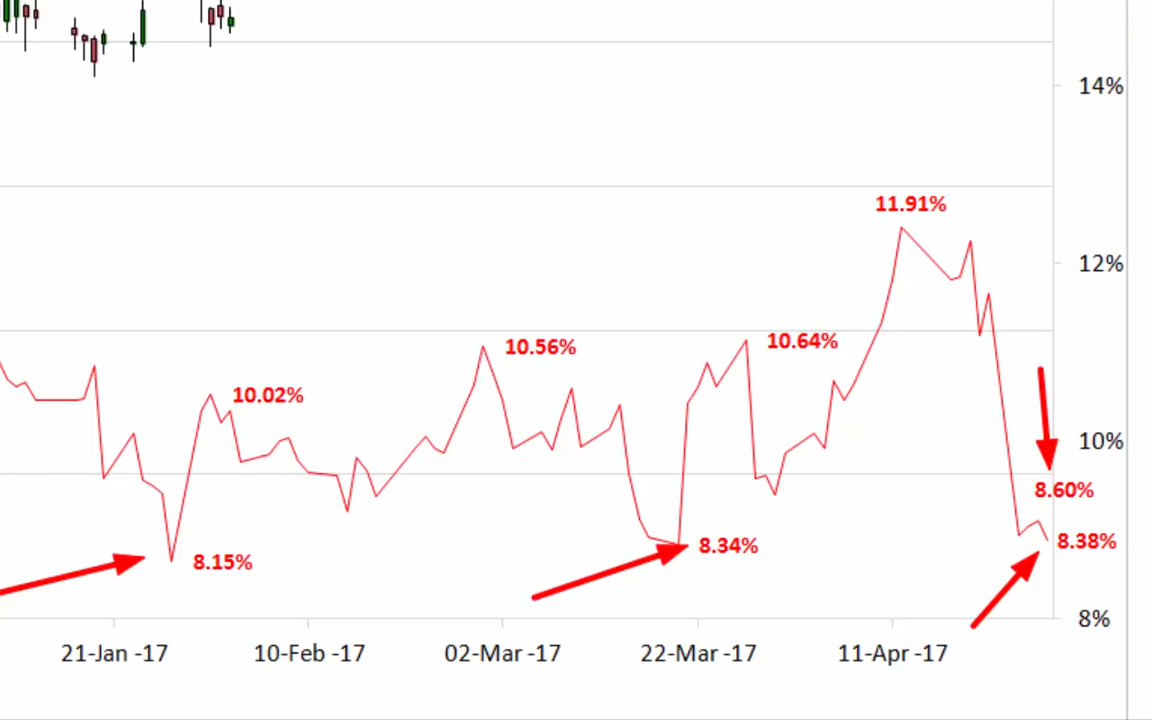 14%
11.91%
12%
10.56%
10.64%
10.02%
10%
8.60%
8.38%
8.34%
8.15%
8%
21-Jan -17
10-Feb -17
02-Mar -17
22-Mar -17
11-Apr -17